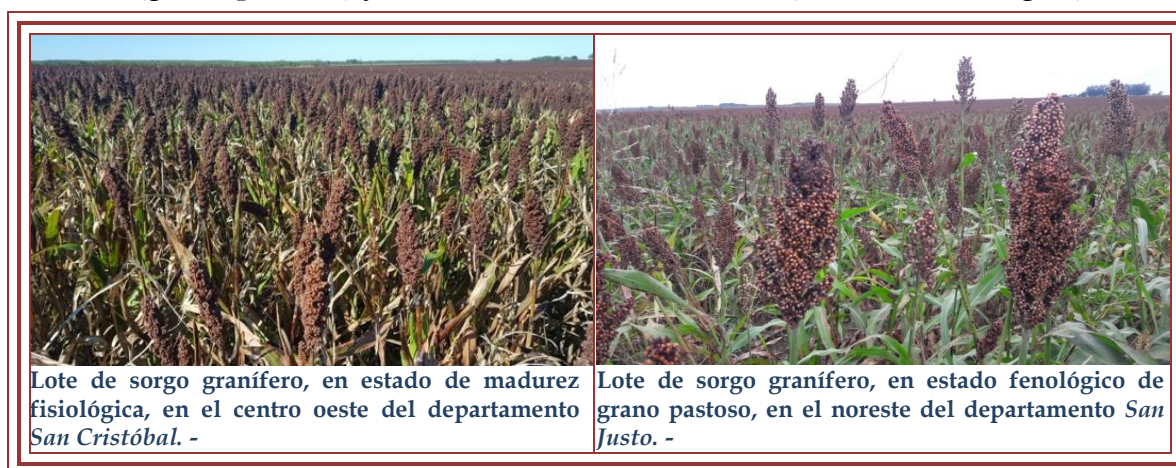 Lote de sorgo granífero, en estado de madurez
fisiológica, en el centro oeste del departamento
San Cristóbal. -
Lote de sorgo granífero, en estado fenológico de
grano pastoso, en el noreste del departamento San
Justo. -